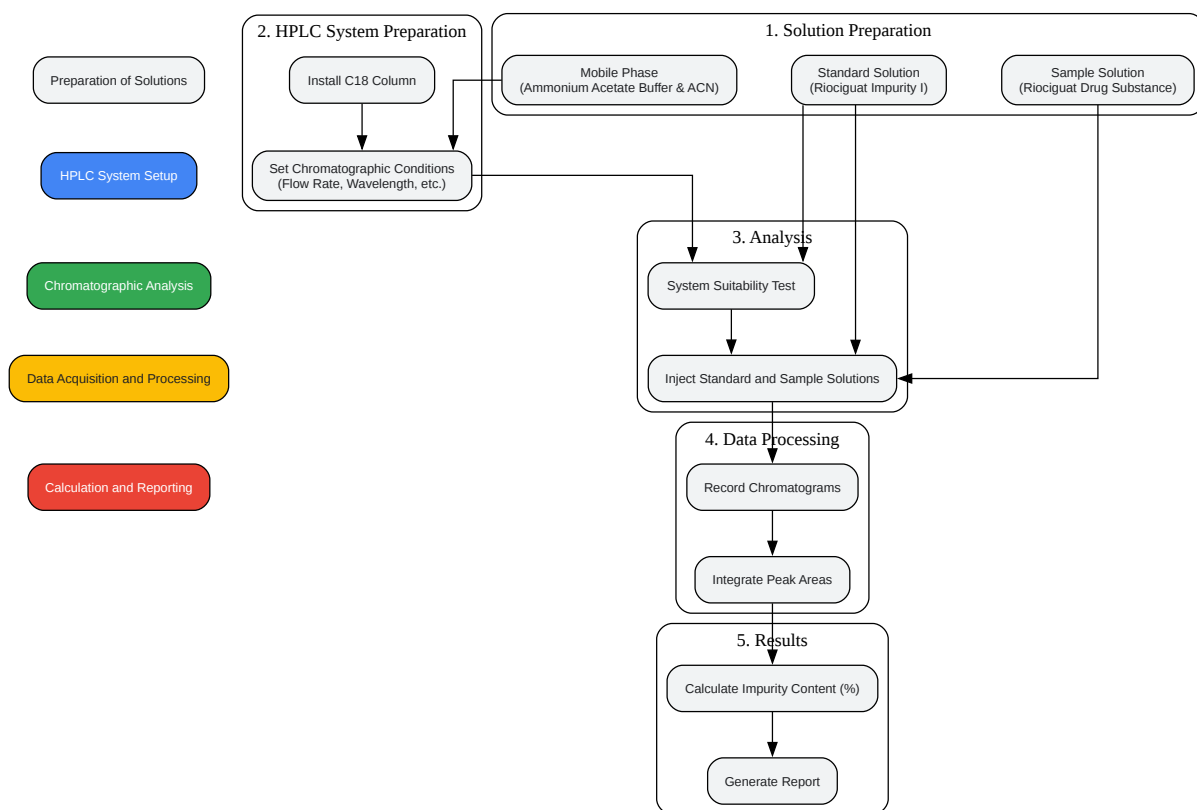 2. HPLC System Preparation
1. Solution Preparation
Preparation of Solutions
Install C18 Column
Mobile Phase
(Ammonium Acetate Buffer & ACN)
Standard Solution
(Riociguat Impurity I)
Sample Solution
(Riociguat Drug Substance)
HPLC System Setup
Set Chromatographic Conditions
(Flow Rate, Wavelength, etc.)
3. Analysis
Chromatographic Analysis
System Suitability Test
Data Acquisition and Processing
Inject Standard and Sample Solutions
4. Data Processing
Calculation and Reporting
Record Chromatograms
Integrate Peak Areas
5. Results
Calculate Impurity Content (%)
Generate Report